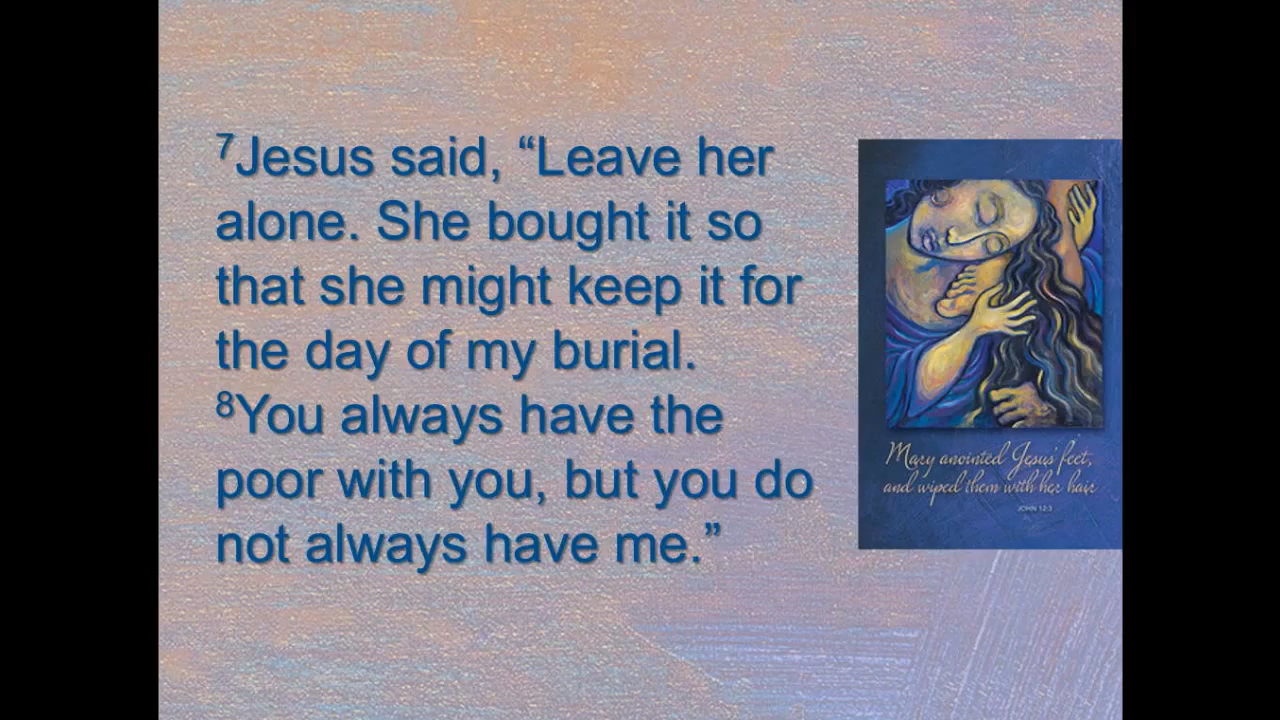 ⁷Jesus said, “Leave her
alone. She bought it so
that she might keep it for
the day of my burial.
⁸You always have the
poor with you, but you do
not always have me.”
Mary anointed Jesus' feet,
and wiped them with her hair
JOHN 12:3